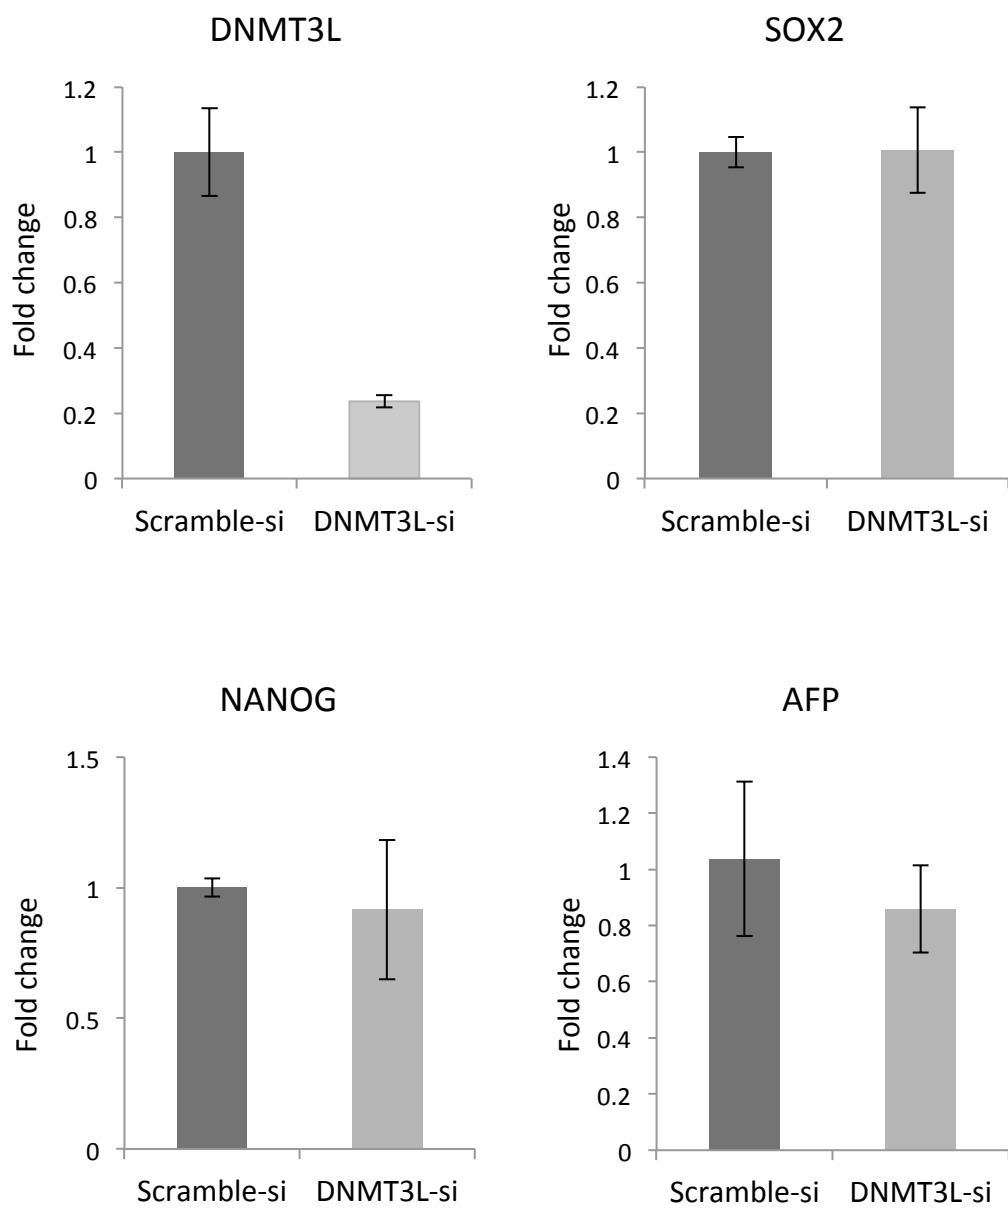 DNMT3L
Fold change
1.2
1
0.8
0.6
0.4
0.2
0
Scramble-si DNMT3L-si
SOX2
Fold change
1.2
1
0.8
0.6
0.4
0.2
0
Scramble-si DNMT3L-si
NANOG
Fold change
1.5
1
0.5
0
Scramble-si DNMT3L-si
AFP
Fold change
1.4
1.2
1
0.8
0.6
0.4
0.2
0
Scramble-si DNMT3L-si